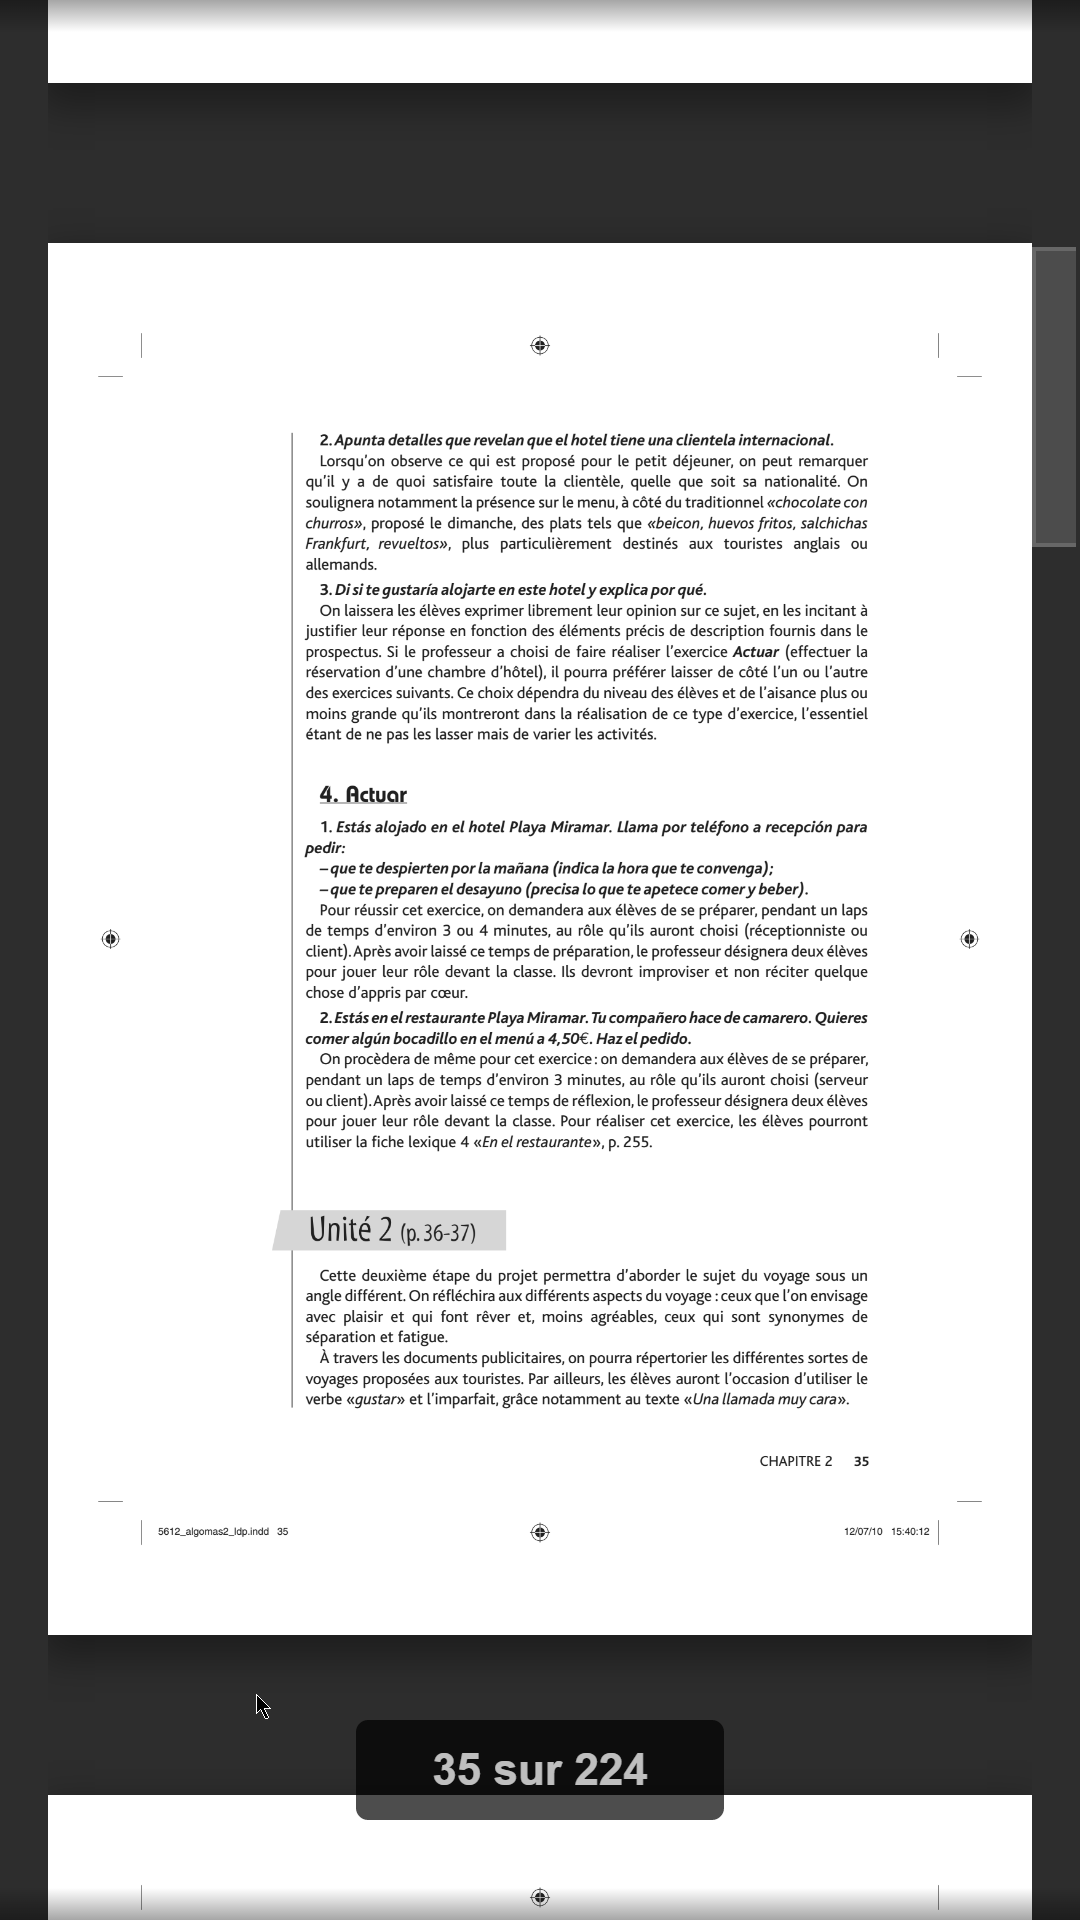 2. Apunta detalles que revelan que el hotel tiene una clientela internacional.
Lorsqu'on observe ce qui est proposé pour le petit déjeuner, on peut remarquer
qu'il y a de quoi satisfaire toute la clientèle, quelle que soit sa nationalité. On
soulignera notamment la présence sur le menu, à côté du traditionnel «chocolate con
churros», proposé le dimanche, des plats tels que «beicon, huevos fritos, salchichas
Frankfurt, revueltos», plus particulièrement destinés aux touristes anglais ou
allemands.
3. Di si te gustaría alojarte en este hotel y explica por qué.
On laissera les élèves exprimer librement leur opinion sur ce sujet, en les incitant à
justifier leur réponse en fonction des éléments précis de description fournis dans le
prospectus. Si le professeur a choisi de faire réaliser l'exercice Actuar (effectuer la
réservation d'une chambre d'hôtel), il pourra préférer laisser de côté l'un ou l'autre
des exercices suivants. Ce choix dépendra du niveau des élèves et de l'aisance plus ou
moins grande qu'ils montreront dans la réalisation de ce type d'exercice, l'essentiel
étant de ne pas les lasser mais de varier les activités.
4. Actuar
1. Estás alojado en el hotel Playa Miramar. Llama por teléfono a recepción para
pedir:
– que te despierten por la mañana (indica la hora que te convenga);
– que te preparen el desayuno (precisa lo que te apetece comer y beber).
Pour réussir cet exercice, on demandera aux élèves de se préparer, pendant un laps
de temps d'environ 3 ou 4 minutes, au rôle qu'ils auront choisi (réceptionniste ou
client). Après avoir laissé ce temps de préparation, le professeur désignera deux élèves
pour jouer leur rôle devant la classe. Ils devront improviser et non réciter quelque
chose d'appris par cœur.
2. Estás en el restaurante Playa Miramar. Tu compañero hace de camarero. Quieres
comer algún bocadillo en el menú a 4,50€. Haz el pedido.
On procèdera de même pour cet exercice : on demandera aux élèves de se préparer,
pendant un laps de temps d'environ 3 minutes, au rôle qu'ils auront choisi (serveur
ou client). Après avoir laissé ce temps de réflexion, le professeur désignera deux élèves
pour jouer leur rôle devant la classe. Pour réaliser cet exercice, les élèves pourront
utiliser la fiche lexique 4 «En el restaurante», p. 255.
Unité 2 (p. 36-37)
Cette deuxième étape du projet permettra d'aborder le sujet du voyage sous un
angle différent. On réfléchira aux différents aspects du voyage : ceux que l'on envisage
avec plaisir et qui font rêver et, moins agréables, ceux qui sont synonymes de
séparation et fatigue.
À travers les documents publicitaires, on pourra répertorier les différentes sortes de
voyages proposées aux touristes. Par ailleurs, les élèves auront l'occasion d'utiliser le
verbe «gustar» et l'imparfait, grâce notamment au texte «Una llamada muy cara».
CHAPITRE 2 35
5612_algomas2_ldp.indd 35 12/07/10 15:40:12
35 sur 224